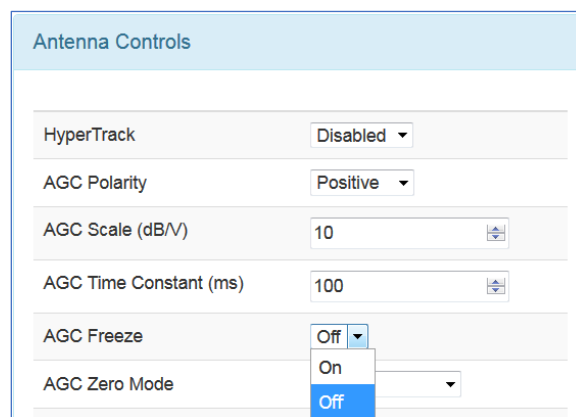 Antenna Controls
HyperTrack Disabled
AGC Polarity Positive
AGC Scale (dB/V) 10
AGC Time Constant (ms) 100
AGC Freeze Off
On
AGC Zero Mode
Off